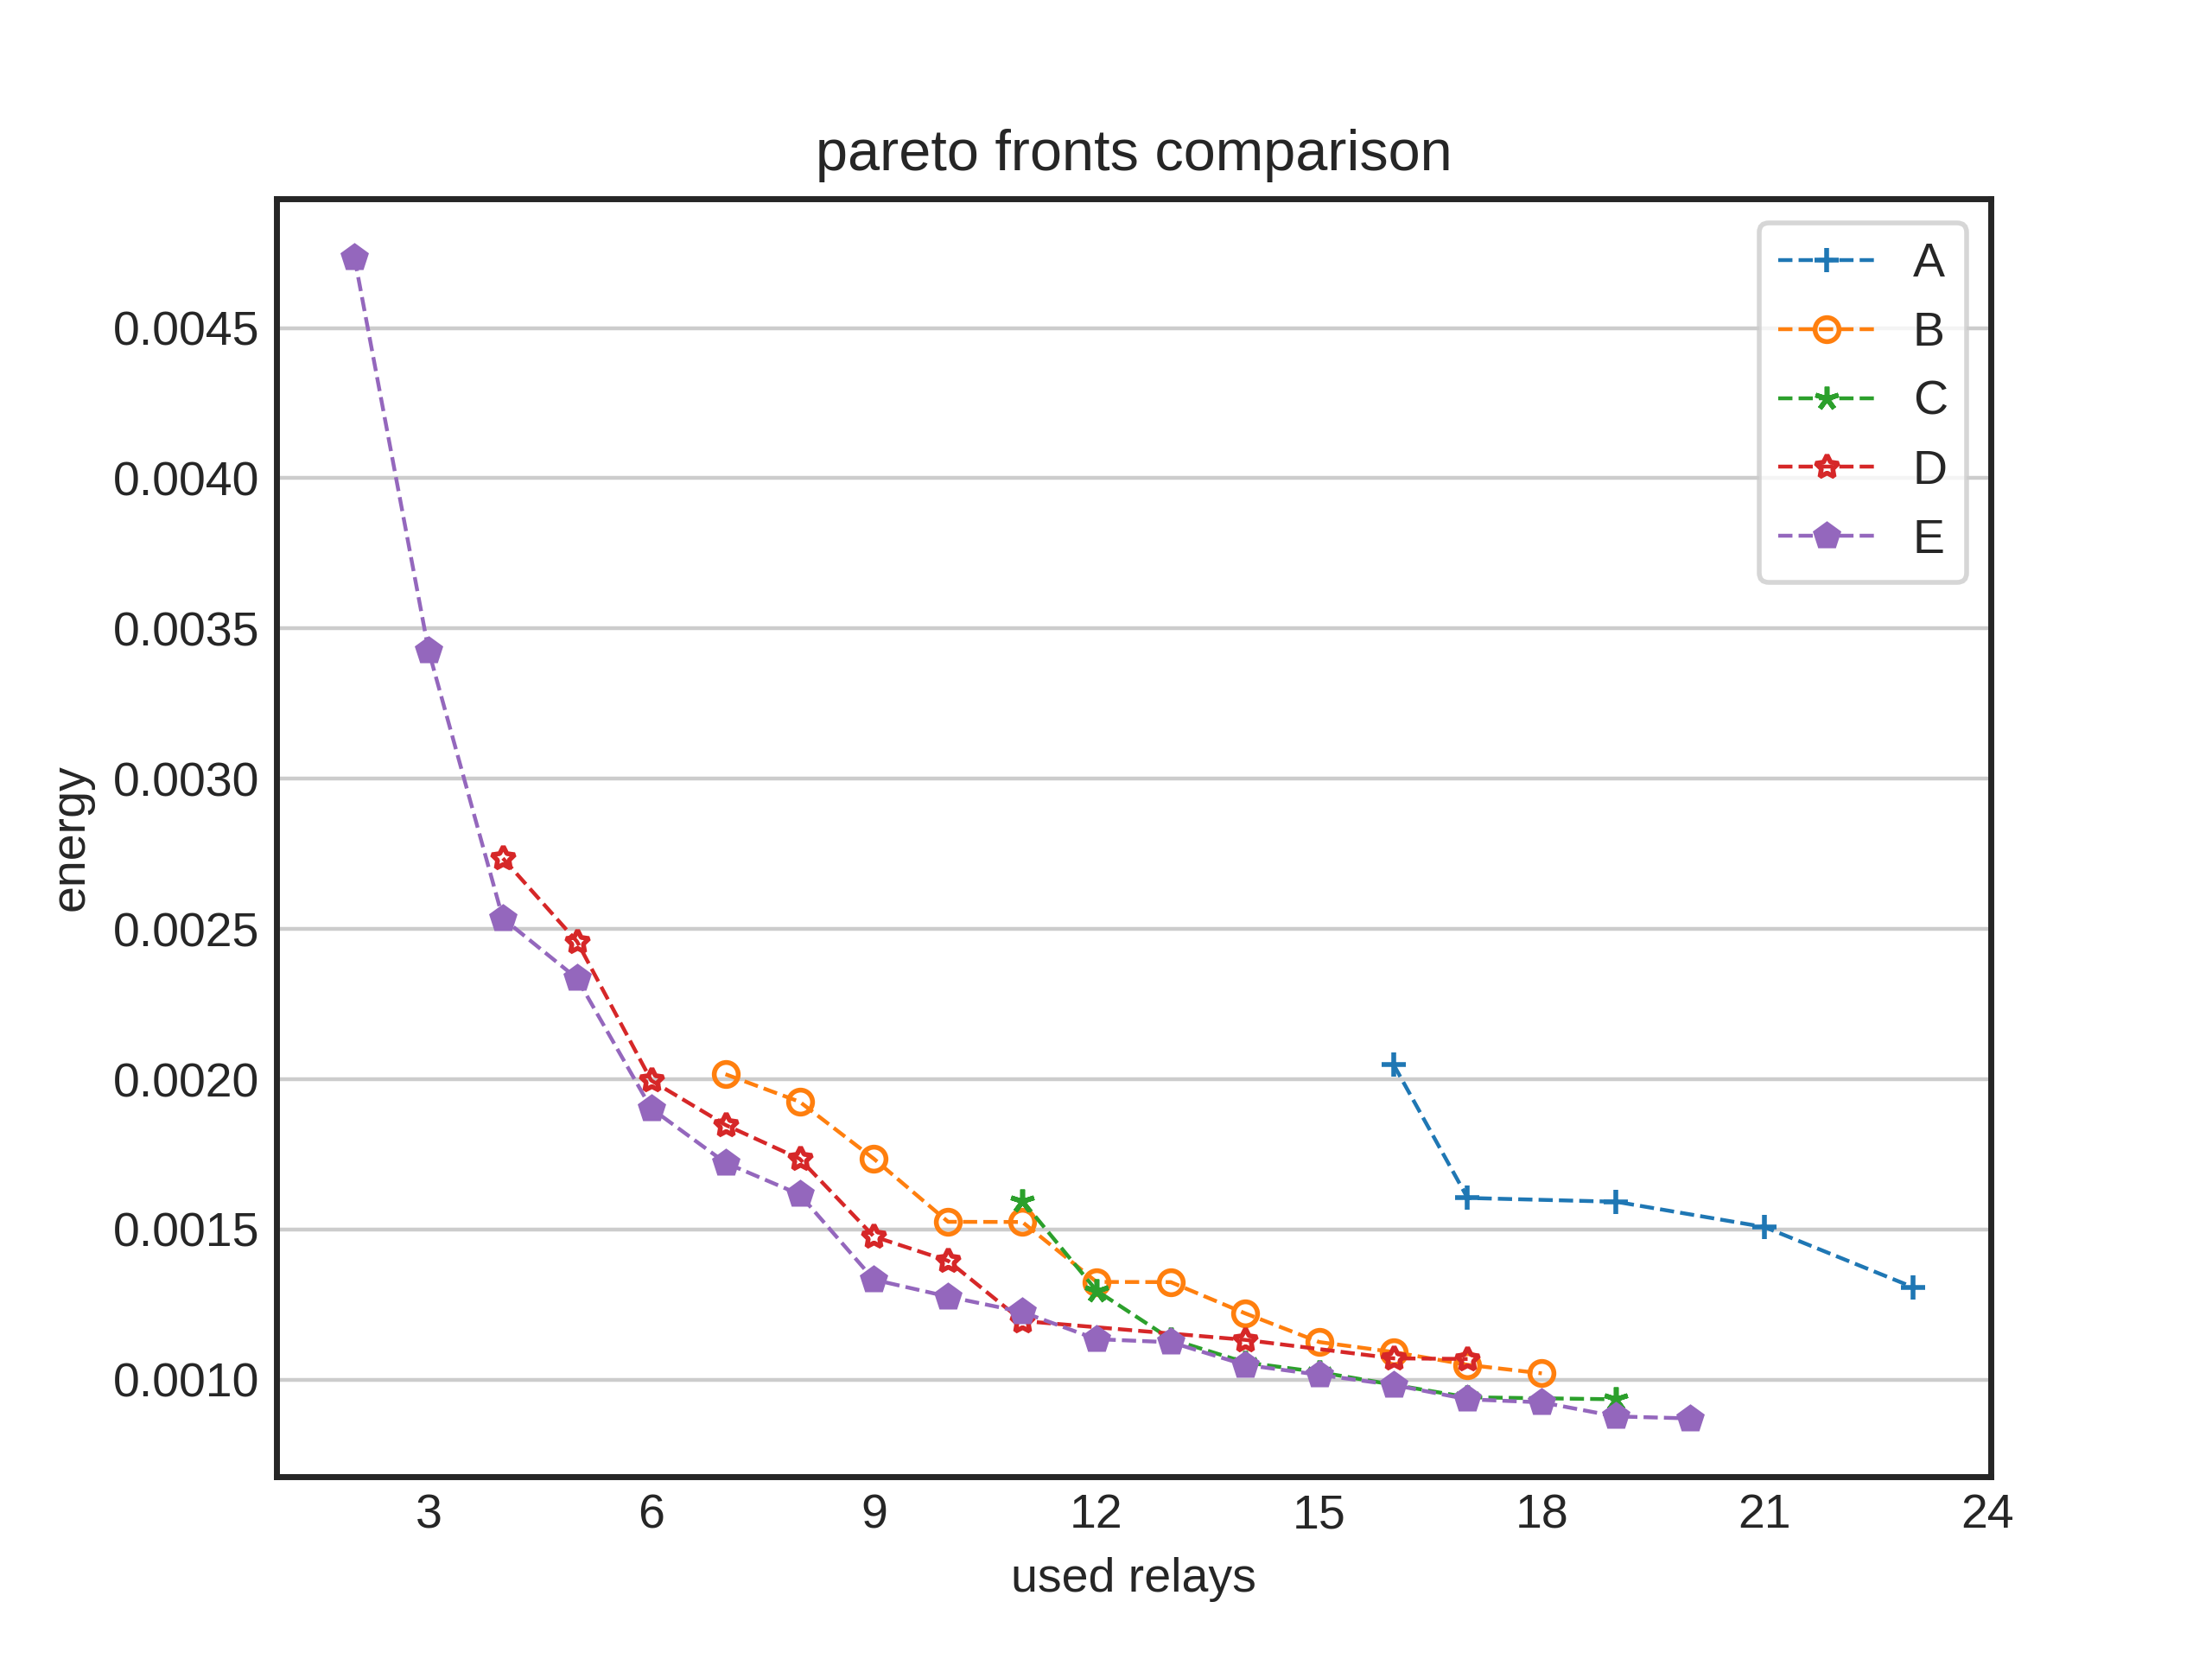 pareto fronts comparison
A
B
C
D
E
0.0045
0.0040
0.0035
0.0030
0.0025
0.0020
0.0015
0.0010
energy
3 6 9 12 15 18 21 24
used relays